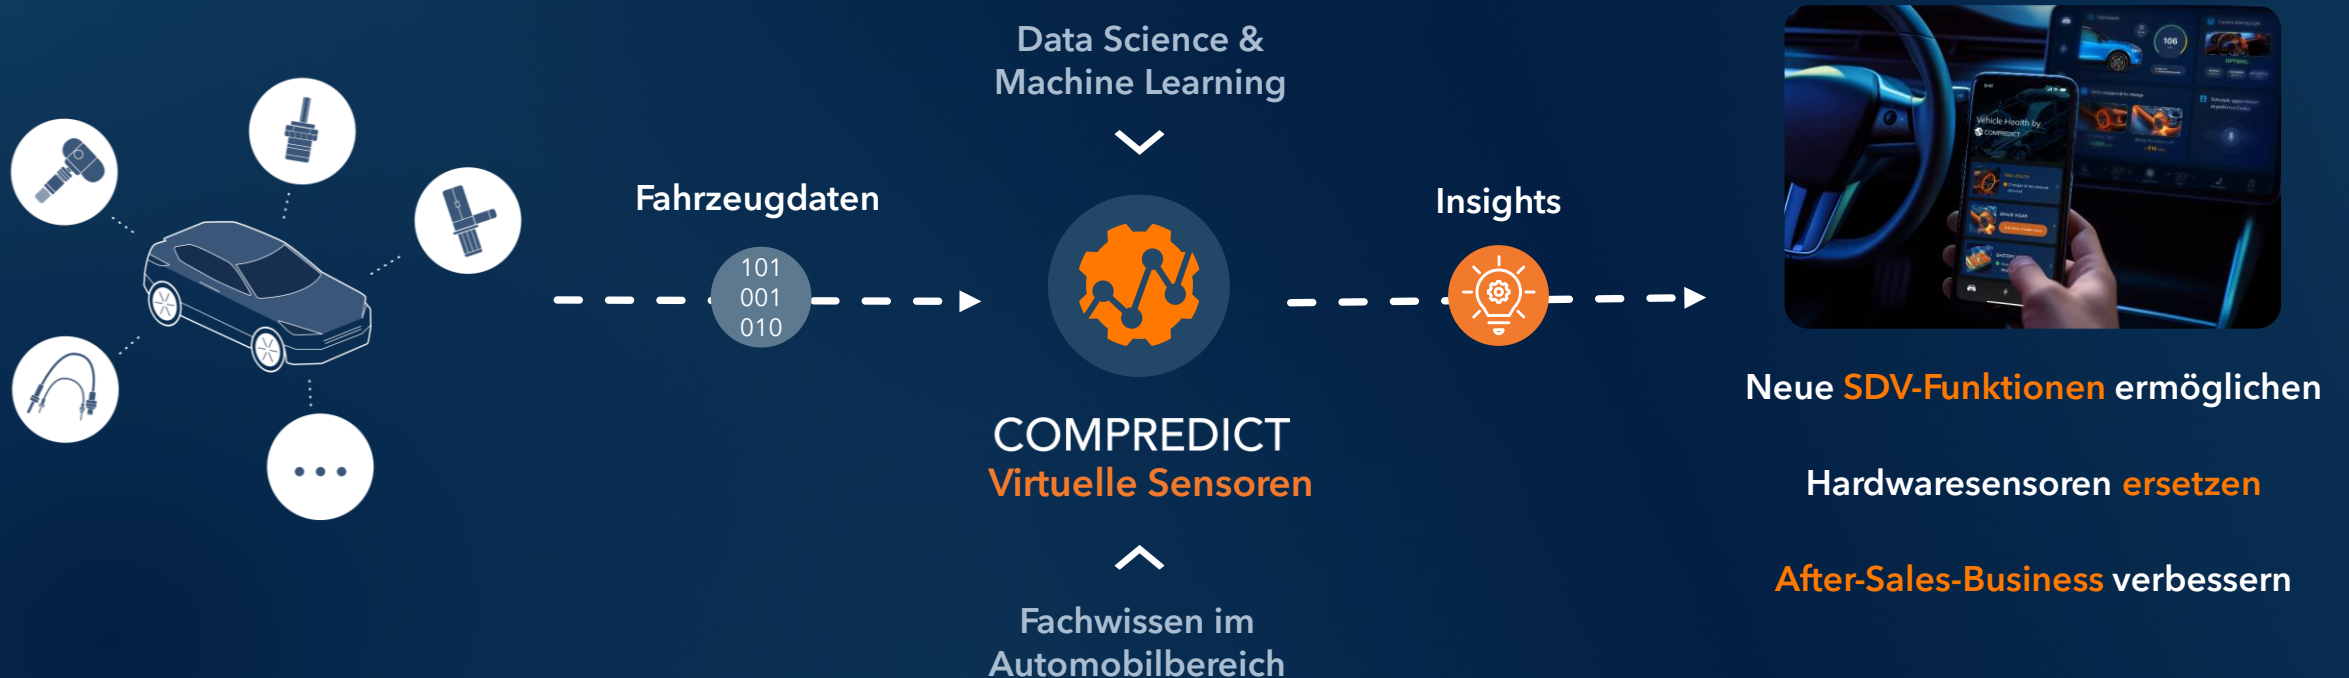 Data Science &
Machine Learning
Fahrzeugdaten
101
001
010
Insights
COMPREDICT
Virtuelle Sensoren
Fachwissen im
Automobilbereich
Vehicle Health by
COMPREDICT
106
OPTIMAL
Neue SDV-Funktionen ermöglichen
Hardwaresensoren ersetzen
After-Sales-Business verbessern